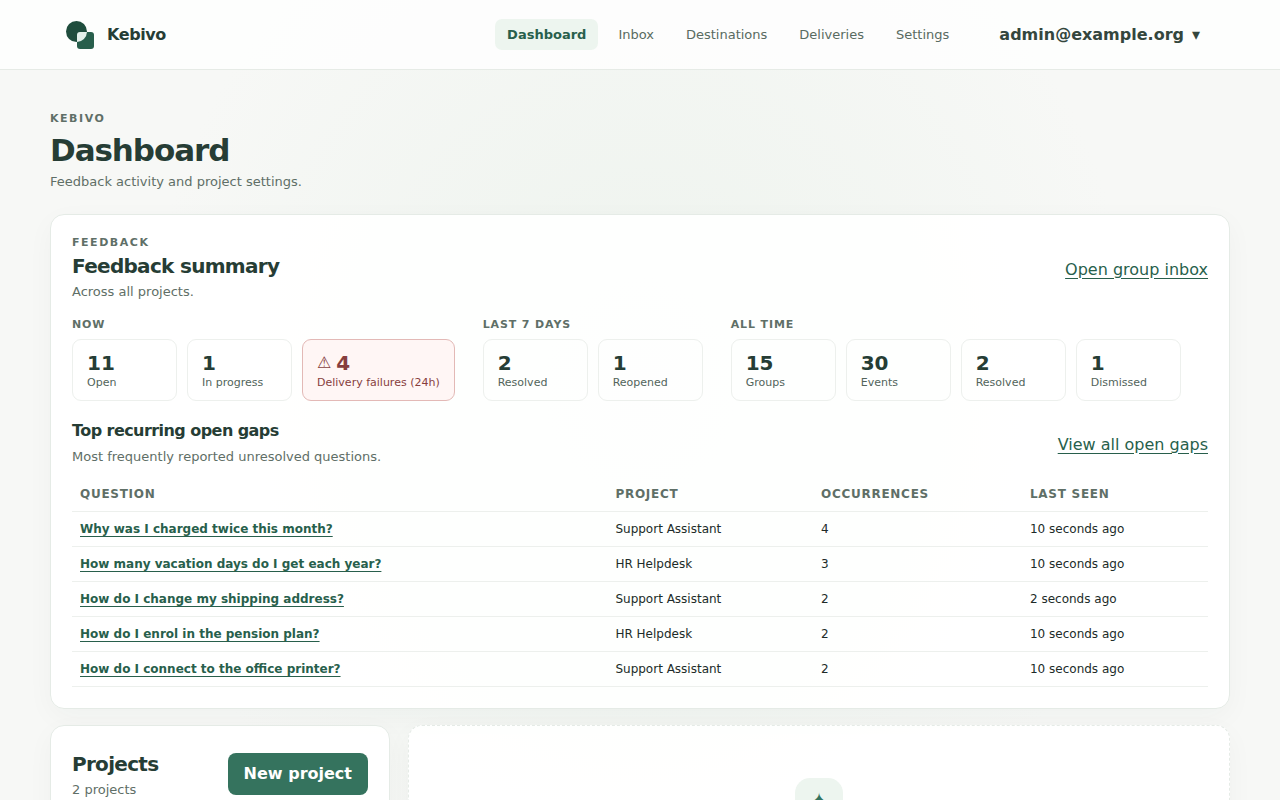 Kebivo
Dashboard
Inbox
Destinations
Deliveries
Settings
admin@example.org ▾
KEBIVO
Dashboard
Feedback activity and project settings.
FEEDBACK
Feedback summary
Across all projects.
Open group inbox
NOW
11
Open
1
In progress
⚠ 4
Delivery failures (24h)
LAST 7 DAYS
2
Resolved
1
Reopened
ALL TIME
15
Groups
30
Events
2
Resolved
1
Dismissed
Top recurring open gaps
Most frequently reported unresolved questions.
View all open gaps
QUESTION PROJECT OCCURRENCES LAST SEEN
Why was I charged twice this month? Support Assistant 4 10 seconds ago
How many vacation days do I get each year? HR Helpdesk 3 10 seconds ago
How do I change my shipping address? Support Assistant 2 2 seconds ago
How do I enrol in the pension plan? HR Helpdesk 2 10 seconds ago
How do I connect to the office printer? Support Assistant 2 10 seconds ago
Projects
2 projects
New project